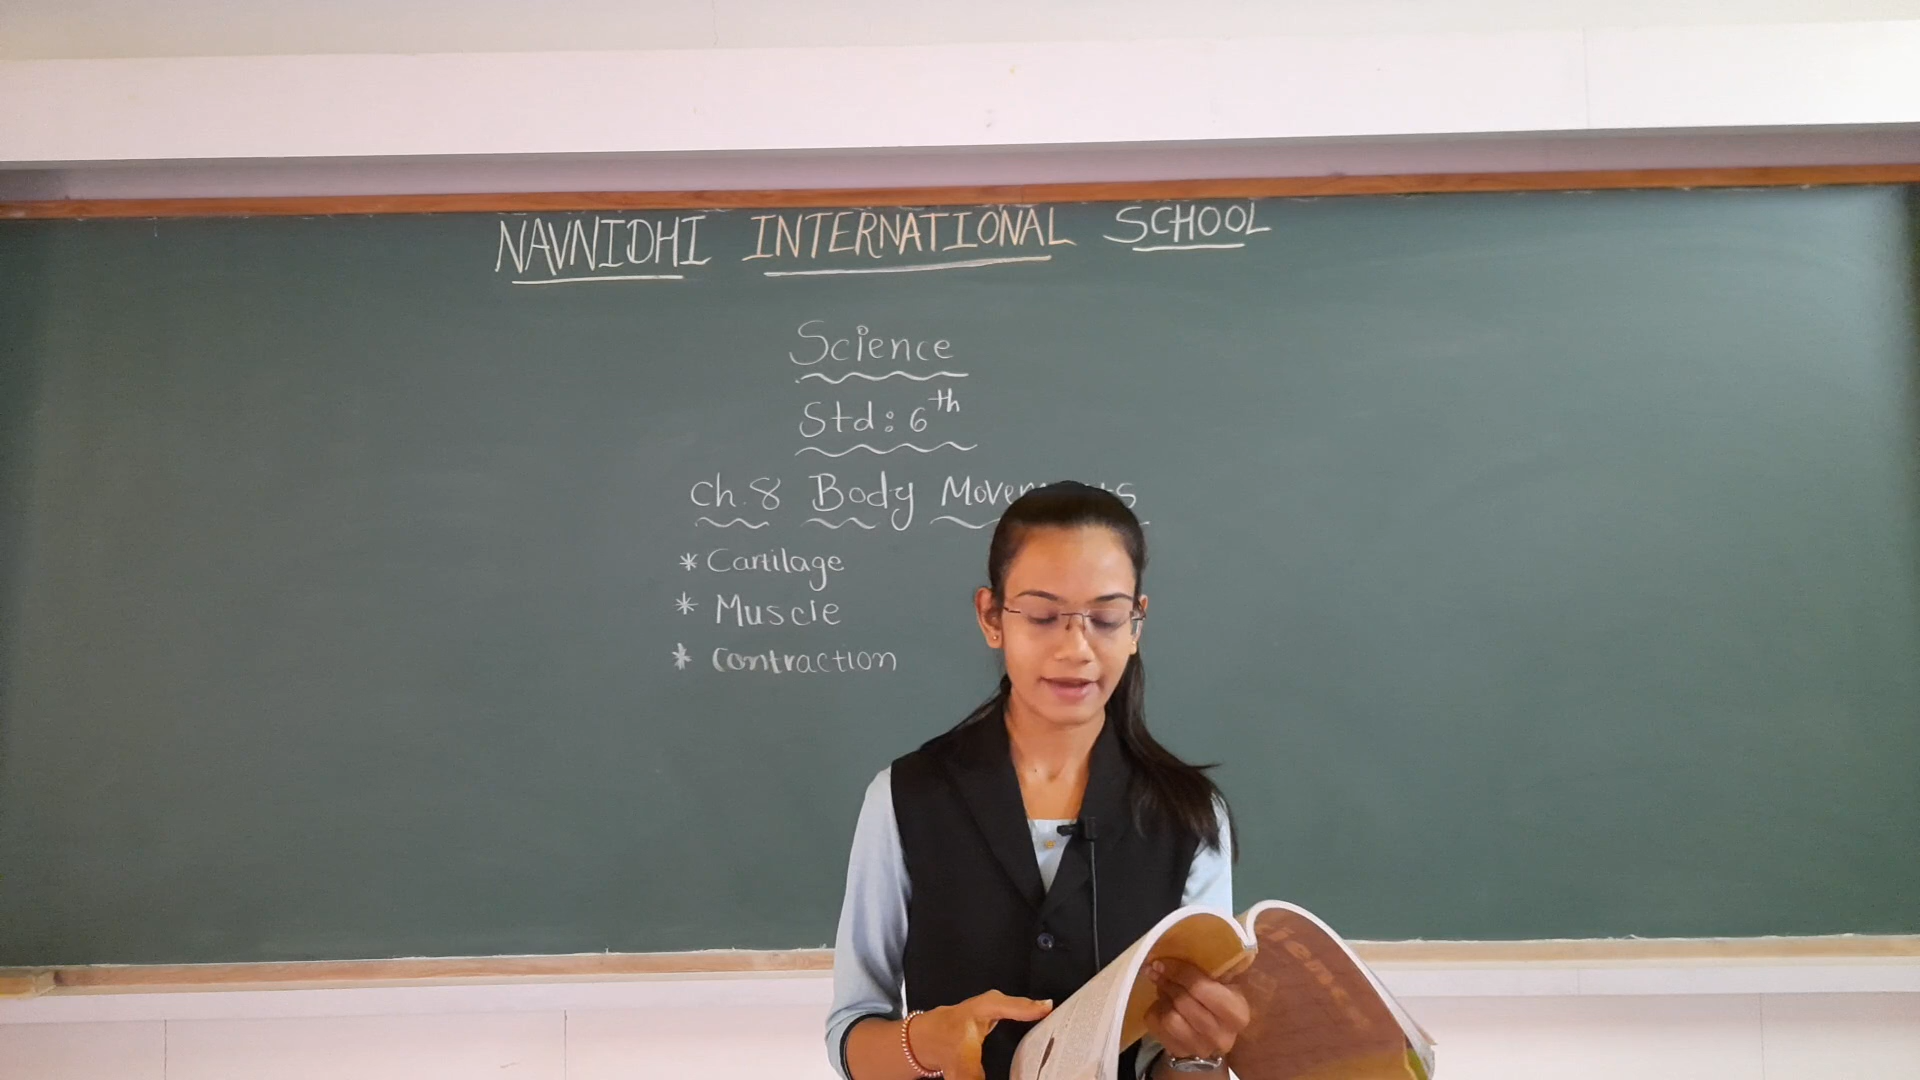 NAVNIDHI INTERNATIONAL SCHOOL
Science
Std: 6th
Ch.8 Body
* Cartilage
* Muscle
* Contraction